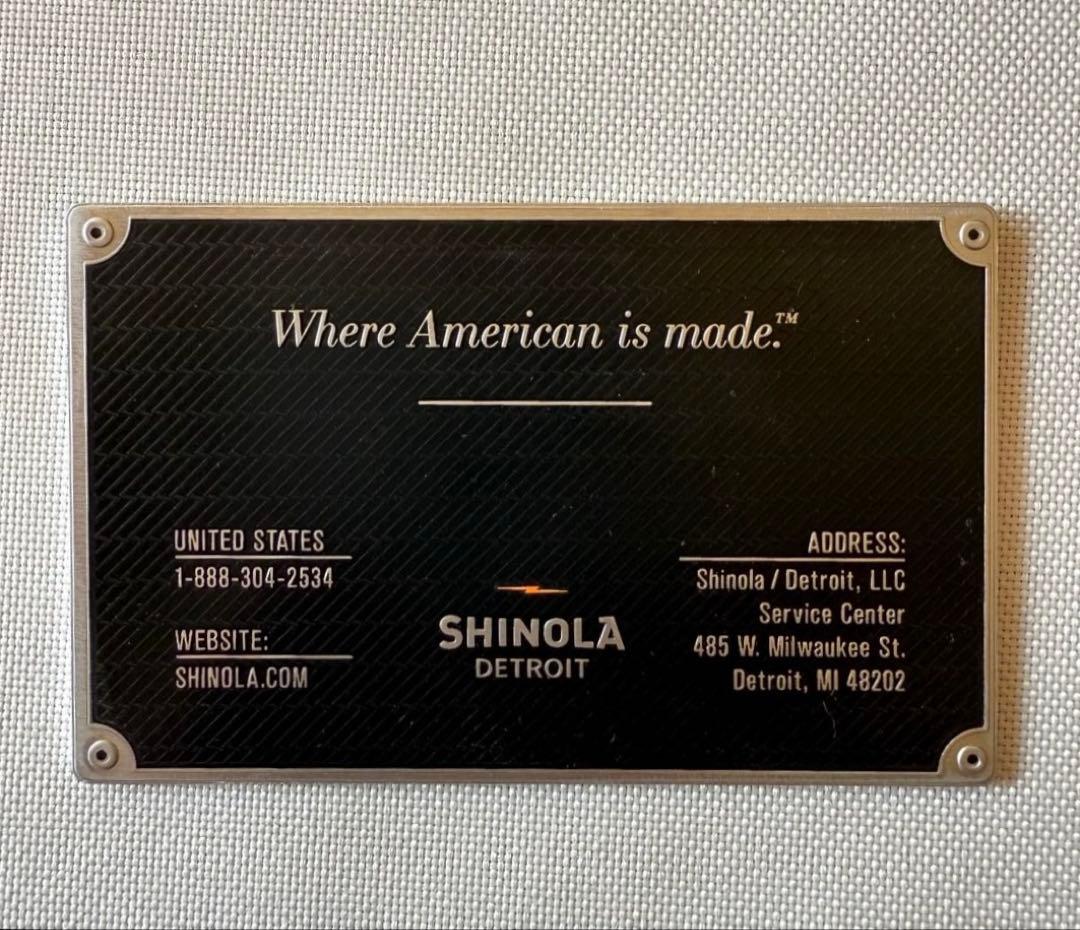 Where American is made.™
UNITED STATES
1-888-304-2534
WEBSITE:
SHINOLA.COM
SHINOLA
DETROIT
ADDRESS:
Shinola / Detroit, LLC
Service Center
485 W. Milwaukee St.
Detroit, MI 48202